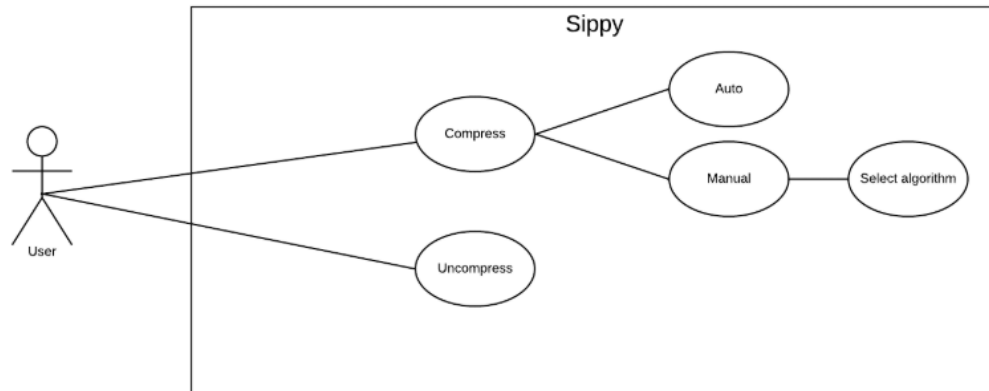 Sippy
Auto
Compress
Manual
Select algorithm
User
Uncompress